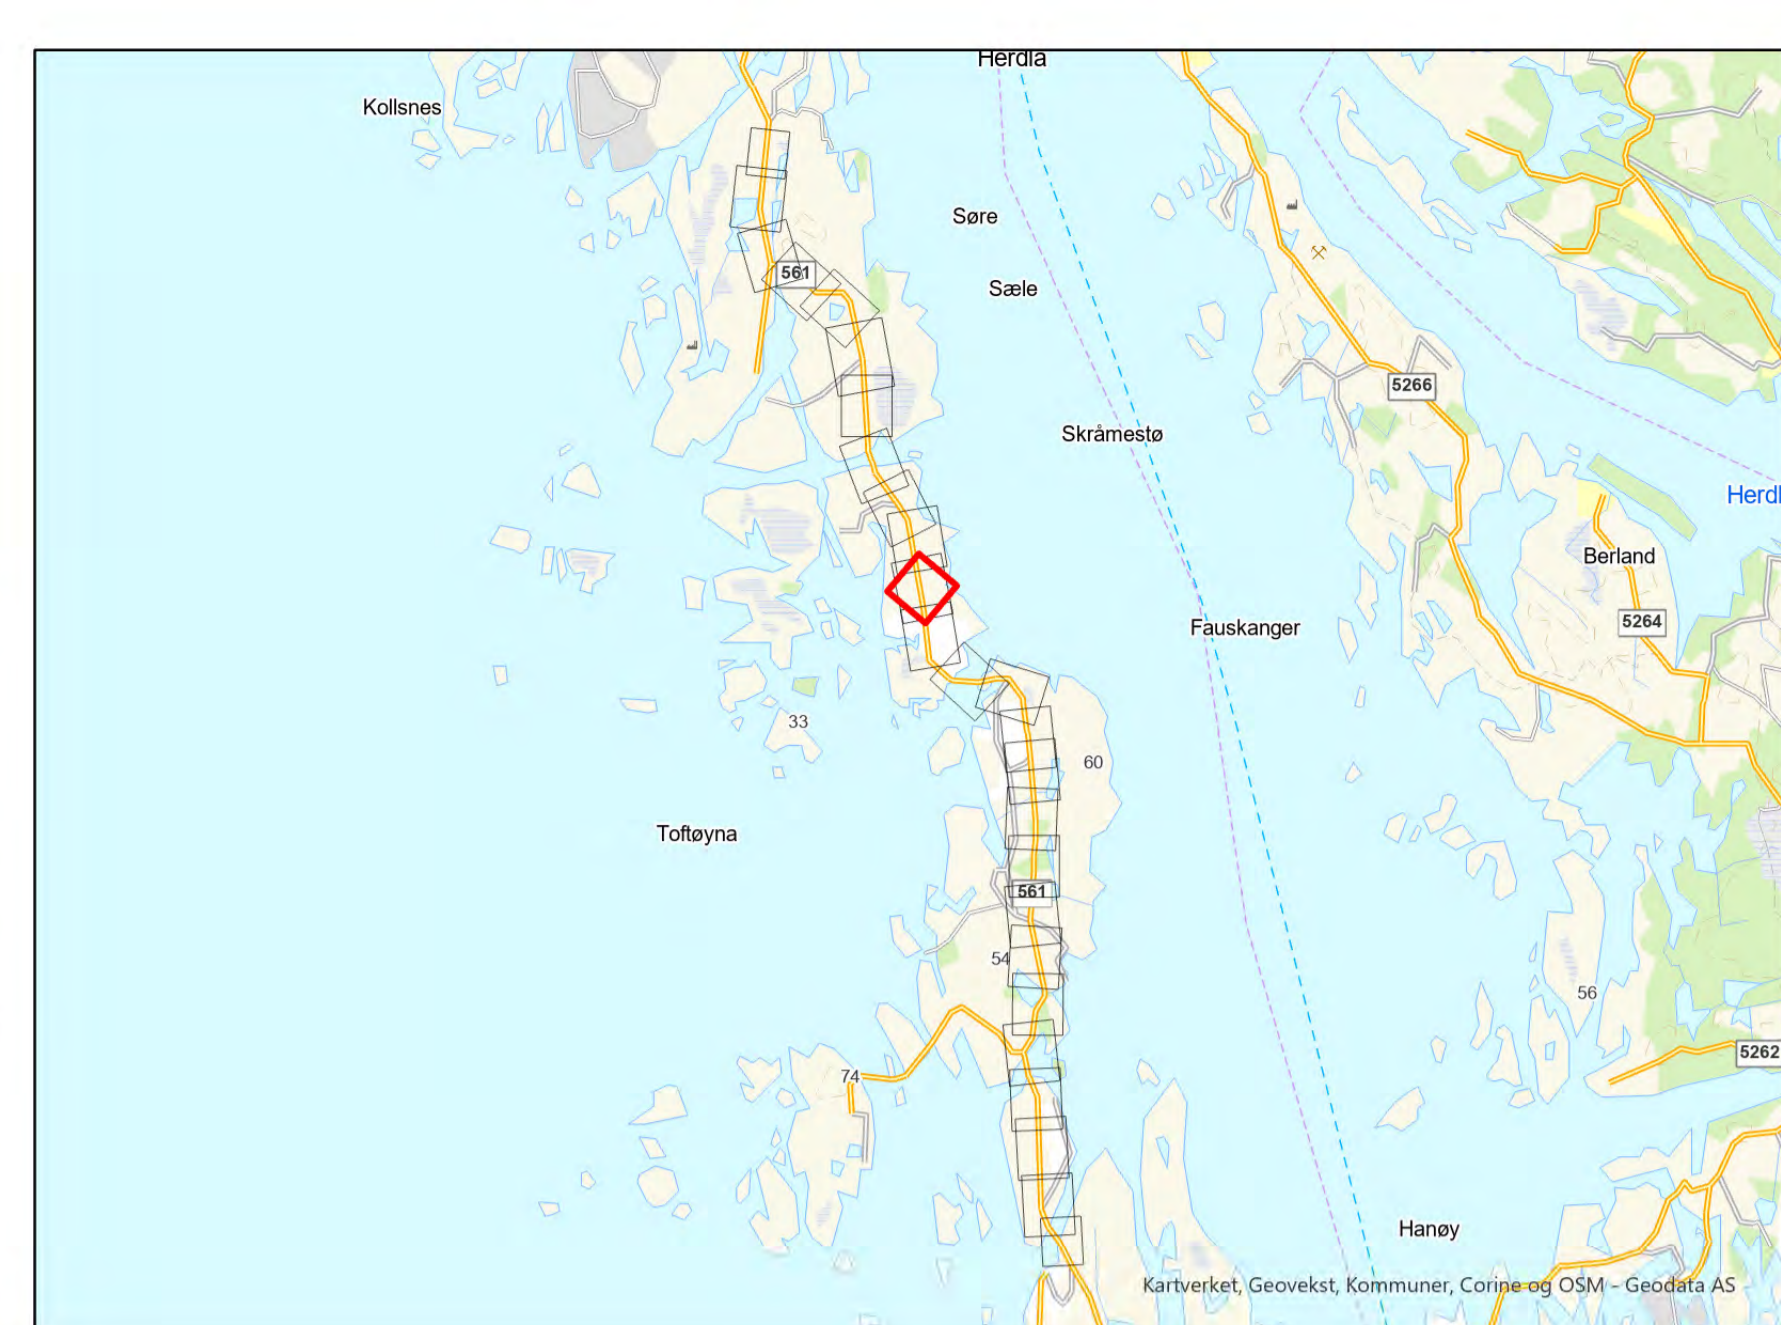 Herdla
Kollsnes
Søre
561
Sæle
5266
Skråmestø
Herdl
Berland
5264
Fauskanger
33
60
Toftøyna
561
54
56
5262
74
Hanøy
Kartverket, Geovekst, Kommuner, Corine og OSM - Geodata AS